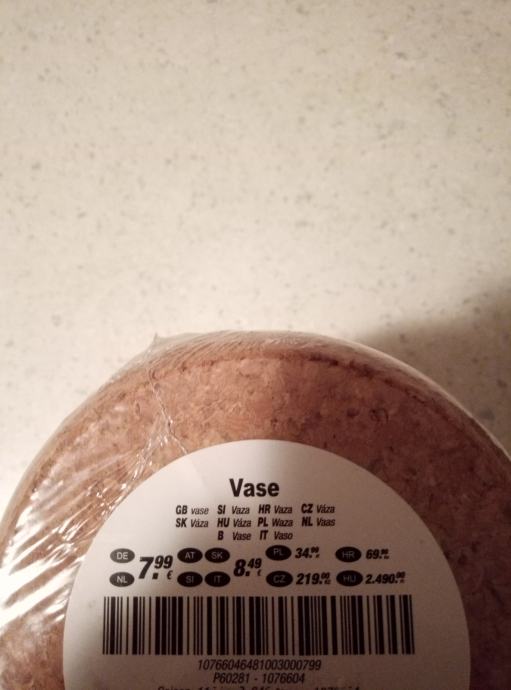 Vase
GB vase SI Vaza HR Vaza CZ Váza
SK Váza HU Váza PL Waza NL Vaas
B Vase IT Vaso
DE NL 7.99 € AT SK SI IT 8.49 € PL 34.99 HR 69.90
CZ 219.00 HU 2.490.00
10766046481003000799
P60281 - 1076604